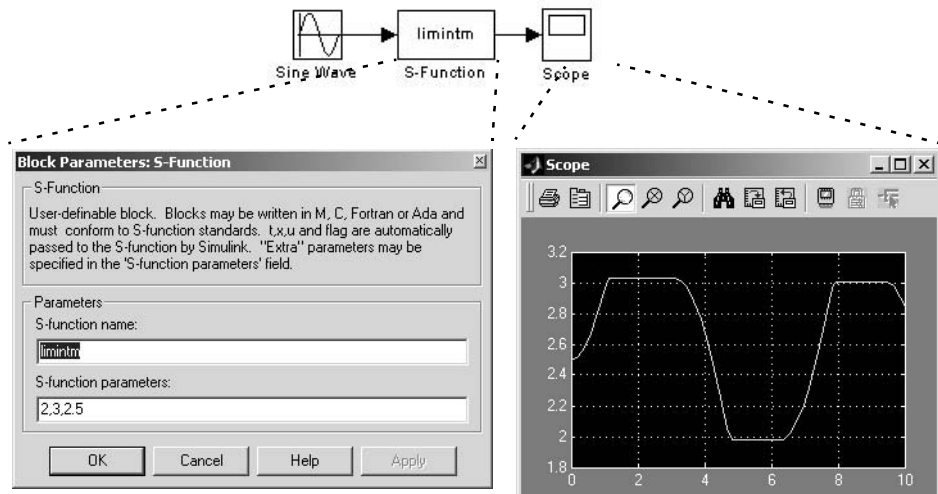 limintm
Sine Wave
S-Function
Scope
Block Parameters: S-Function
S-Function
User-definable block. Blocks may be written in M, C, Fortran or Ada and
must conform to S-function standards. t,x,u and flag are automatically
passed to the S-function by Simulink. "Extra" parameters may be
specified in the 'S-function parameters' field.
Parameters
S-function name:
limintm
S-function parameters:
2,3,2.5
OK
Cancel
Help
Apply
Scope
3.2
3
2.8
2.6
2.4
2.2
2
1.8
0
2
4
6
8
10